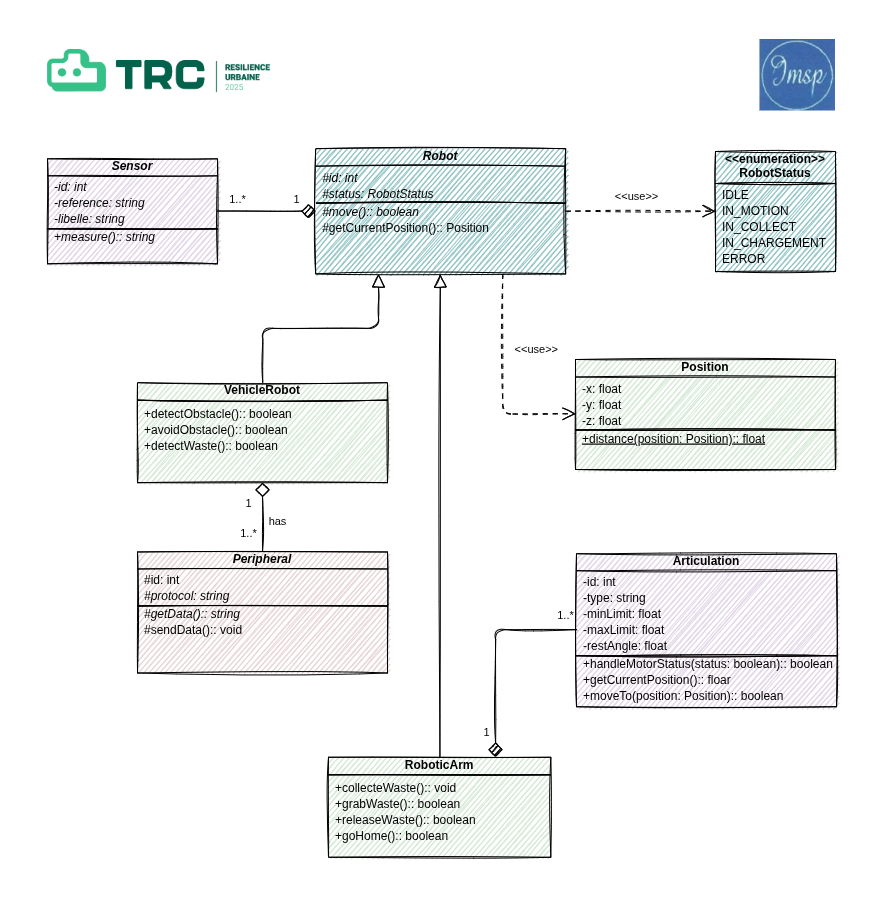 TRC
RESILIENCE
URBAINE
2025
Imsp
Sensor
-id: int
-reference: string
-libelle: string
+measure():: string
1..*
1
Robot
#id: int
#status: RobotStatus
#move():: boolean
#getCurrentPosition():: Position
<<use>>
<<enumeration>>
RobotStatus
IDLE
IN_MOTION
IN_COLLECT
IN_CHARGEMENT
ERROR
<<use>>
VehicleRobot
+detectObstacle():: boolean
+avoidObstacle():: boolean
+detectWaste():: boolean
Position
-x: float
-y: float
-z: float
+distance(position: Position):: float
1
has
1..*
Peripheral
#id: int
#protocol: string
#getData():: string
#sendData():: void
Articulation
-id: int
-type: string
-minLimit: float
-maxLimit: float
-restAngle: float
+handleMotorStatus(status: boolean):: boolean
+getCurrentPosition():: floar
+moveTo(position: Position):: boolean
1..*
1
RoboticArm
+collecteWaste():: void
+grabWaste():: boolean
+releaseWaste():: boolean
+goHome():: boolean